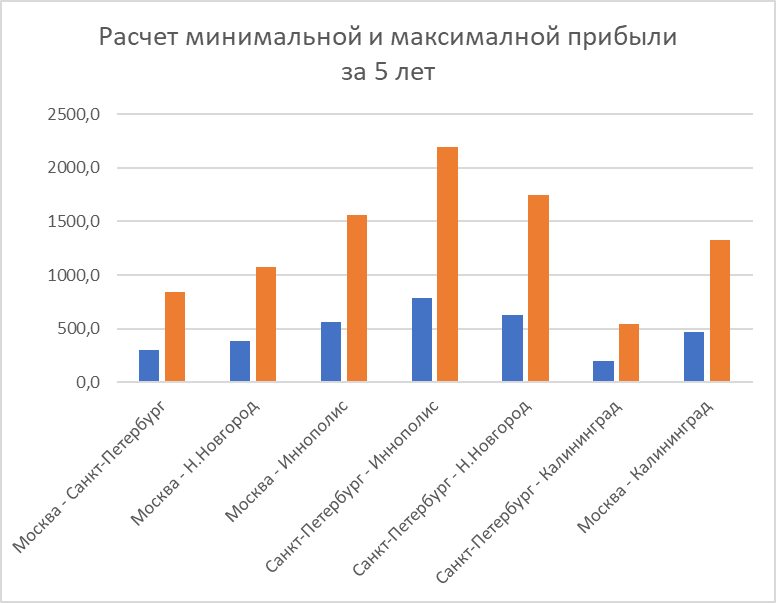 Расчет минимальной и максималной прибыли
за 5 лет
2500,0
2000,0
1500,0
1000,0
500,0
0,0
Москва - Санкт-Петербург
Москва - Н.Новгород
Москва - Иннополис
Санкт-Петербург - Иннополис
Санкт-Петербург - Н.Новгород
Санкт-Петербург - Калининград
Москва - Калининград